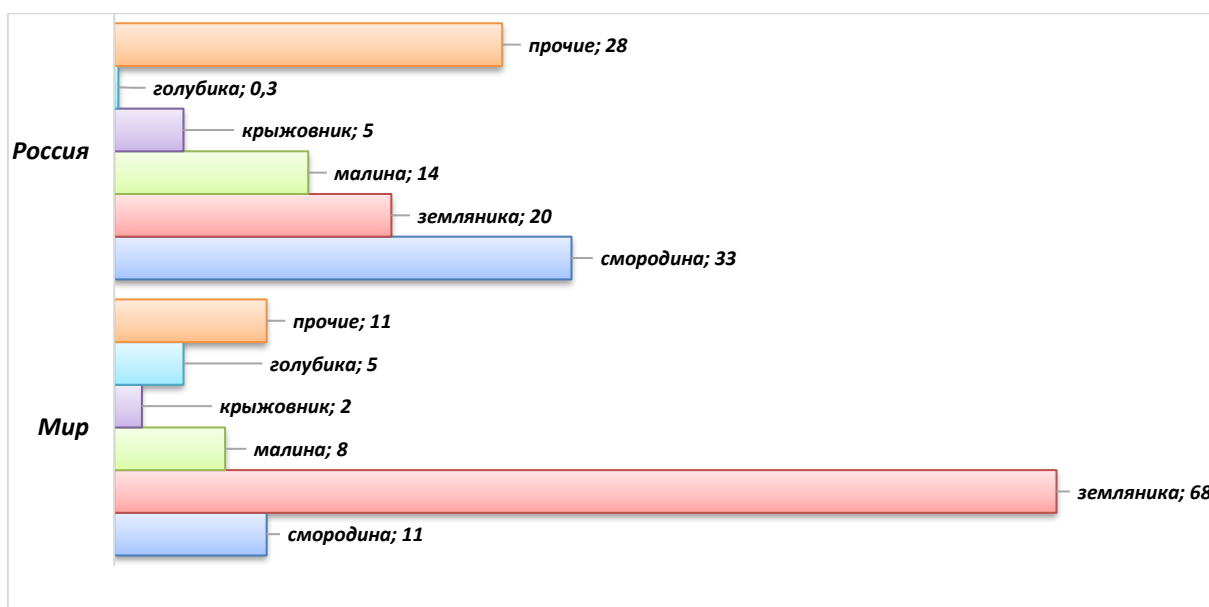 прочие; 28
голубика; 0,3
крыжовник; 5
Россия
малина; 14
земляника; 20
смородина; 33
прочие; 11
голубика; 5
крыжовник; 2
Мир
малина; 8
земляника; 68
смородина; 11